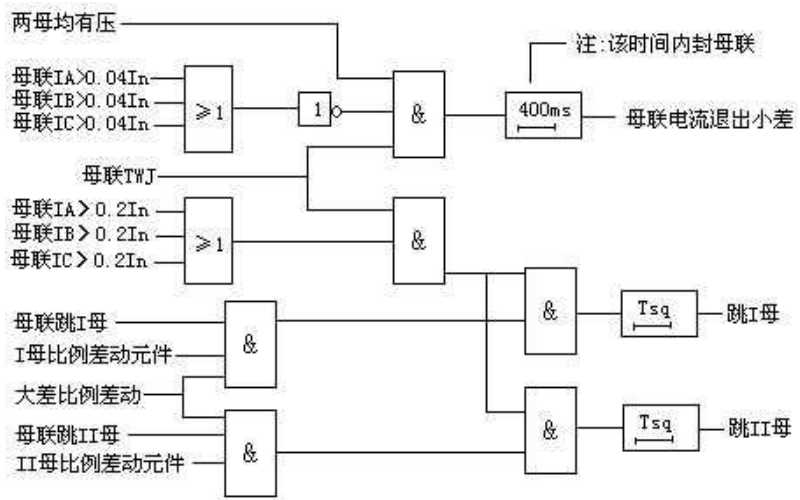 两母均有压
注:该时间内封母联
母联IA>0.04In
母联IB>0.04In
母联IC>0.04In
≥1
1
&
400ms
母联电流退出小差
母联TWJ
母联IA>0.2In
母联IB>0.2In
母联IC>0.2In
≥1
&
母联跳I母
I母比例差动元件
&
&
Tsq
跳I母
大差比例差动
母联跳II母
II母比例差动元件
&
&
Tsq
跳II母